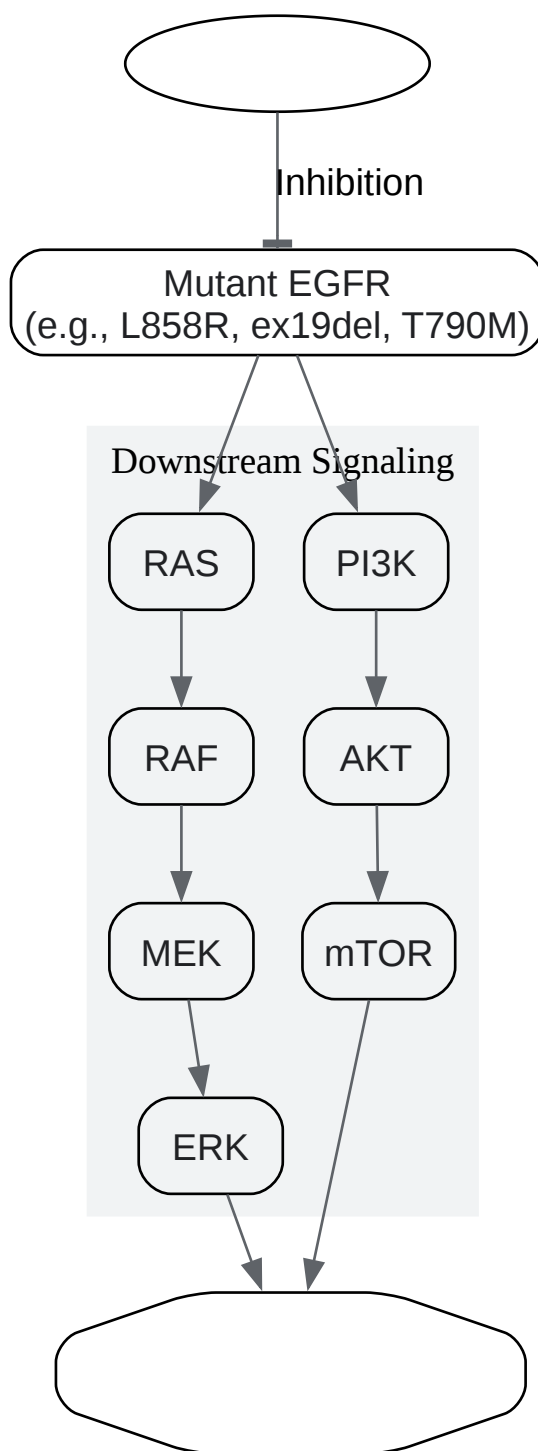 Inhibition
Mutant EGFR
(e.g., L858R, ex19del, T790M)
Downstream Signaling
RAS
PI3K
RAF
AKT
MEK
mTOR
ERK